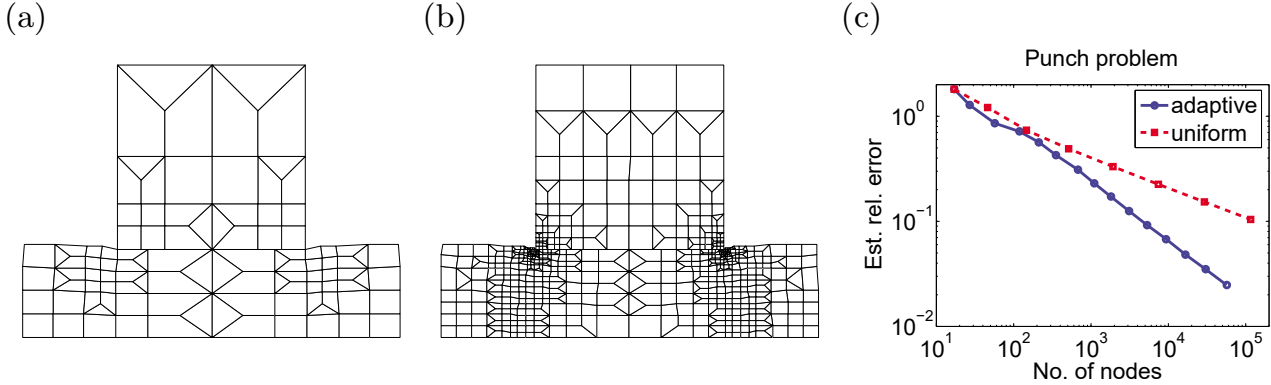 (a)
(b)
(c)
Punch problem
Est. rel. error
10^0
10^-1
10^-2
adaptive
uniform
10^1 10^2 10^3 10^4 10^5
No. of nodes